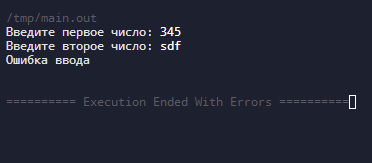 /tmp/main.out
Введите первое число: 345
Введите второе число: sdf
Ошибка ввода
========== Execution Ended With Errors ==========